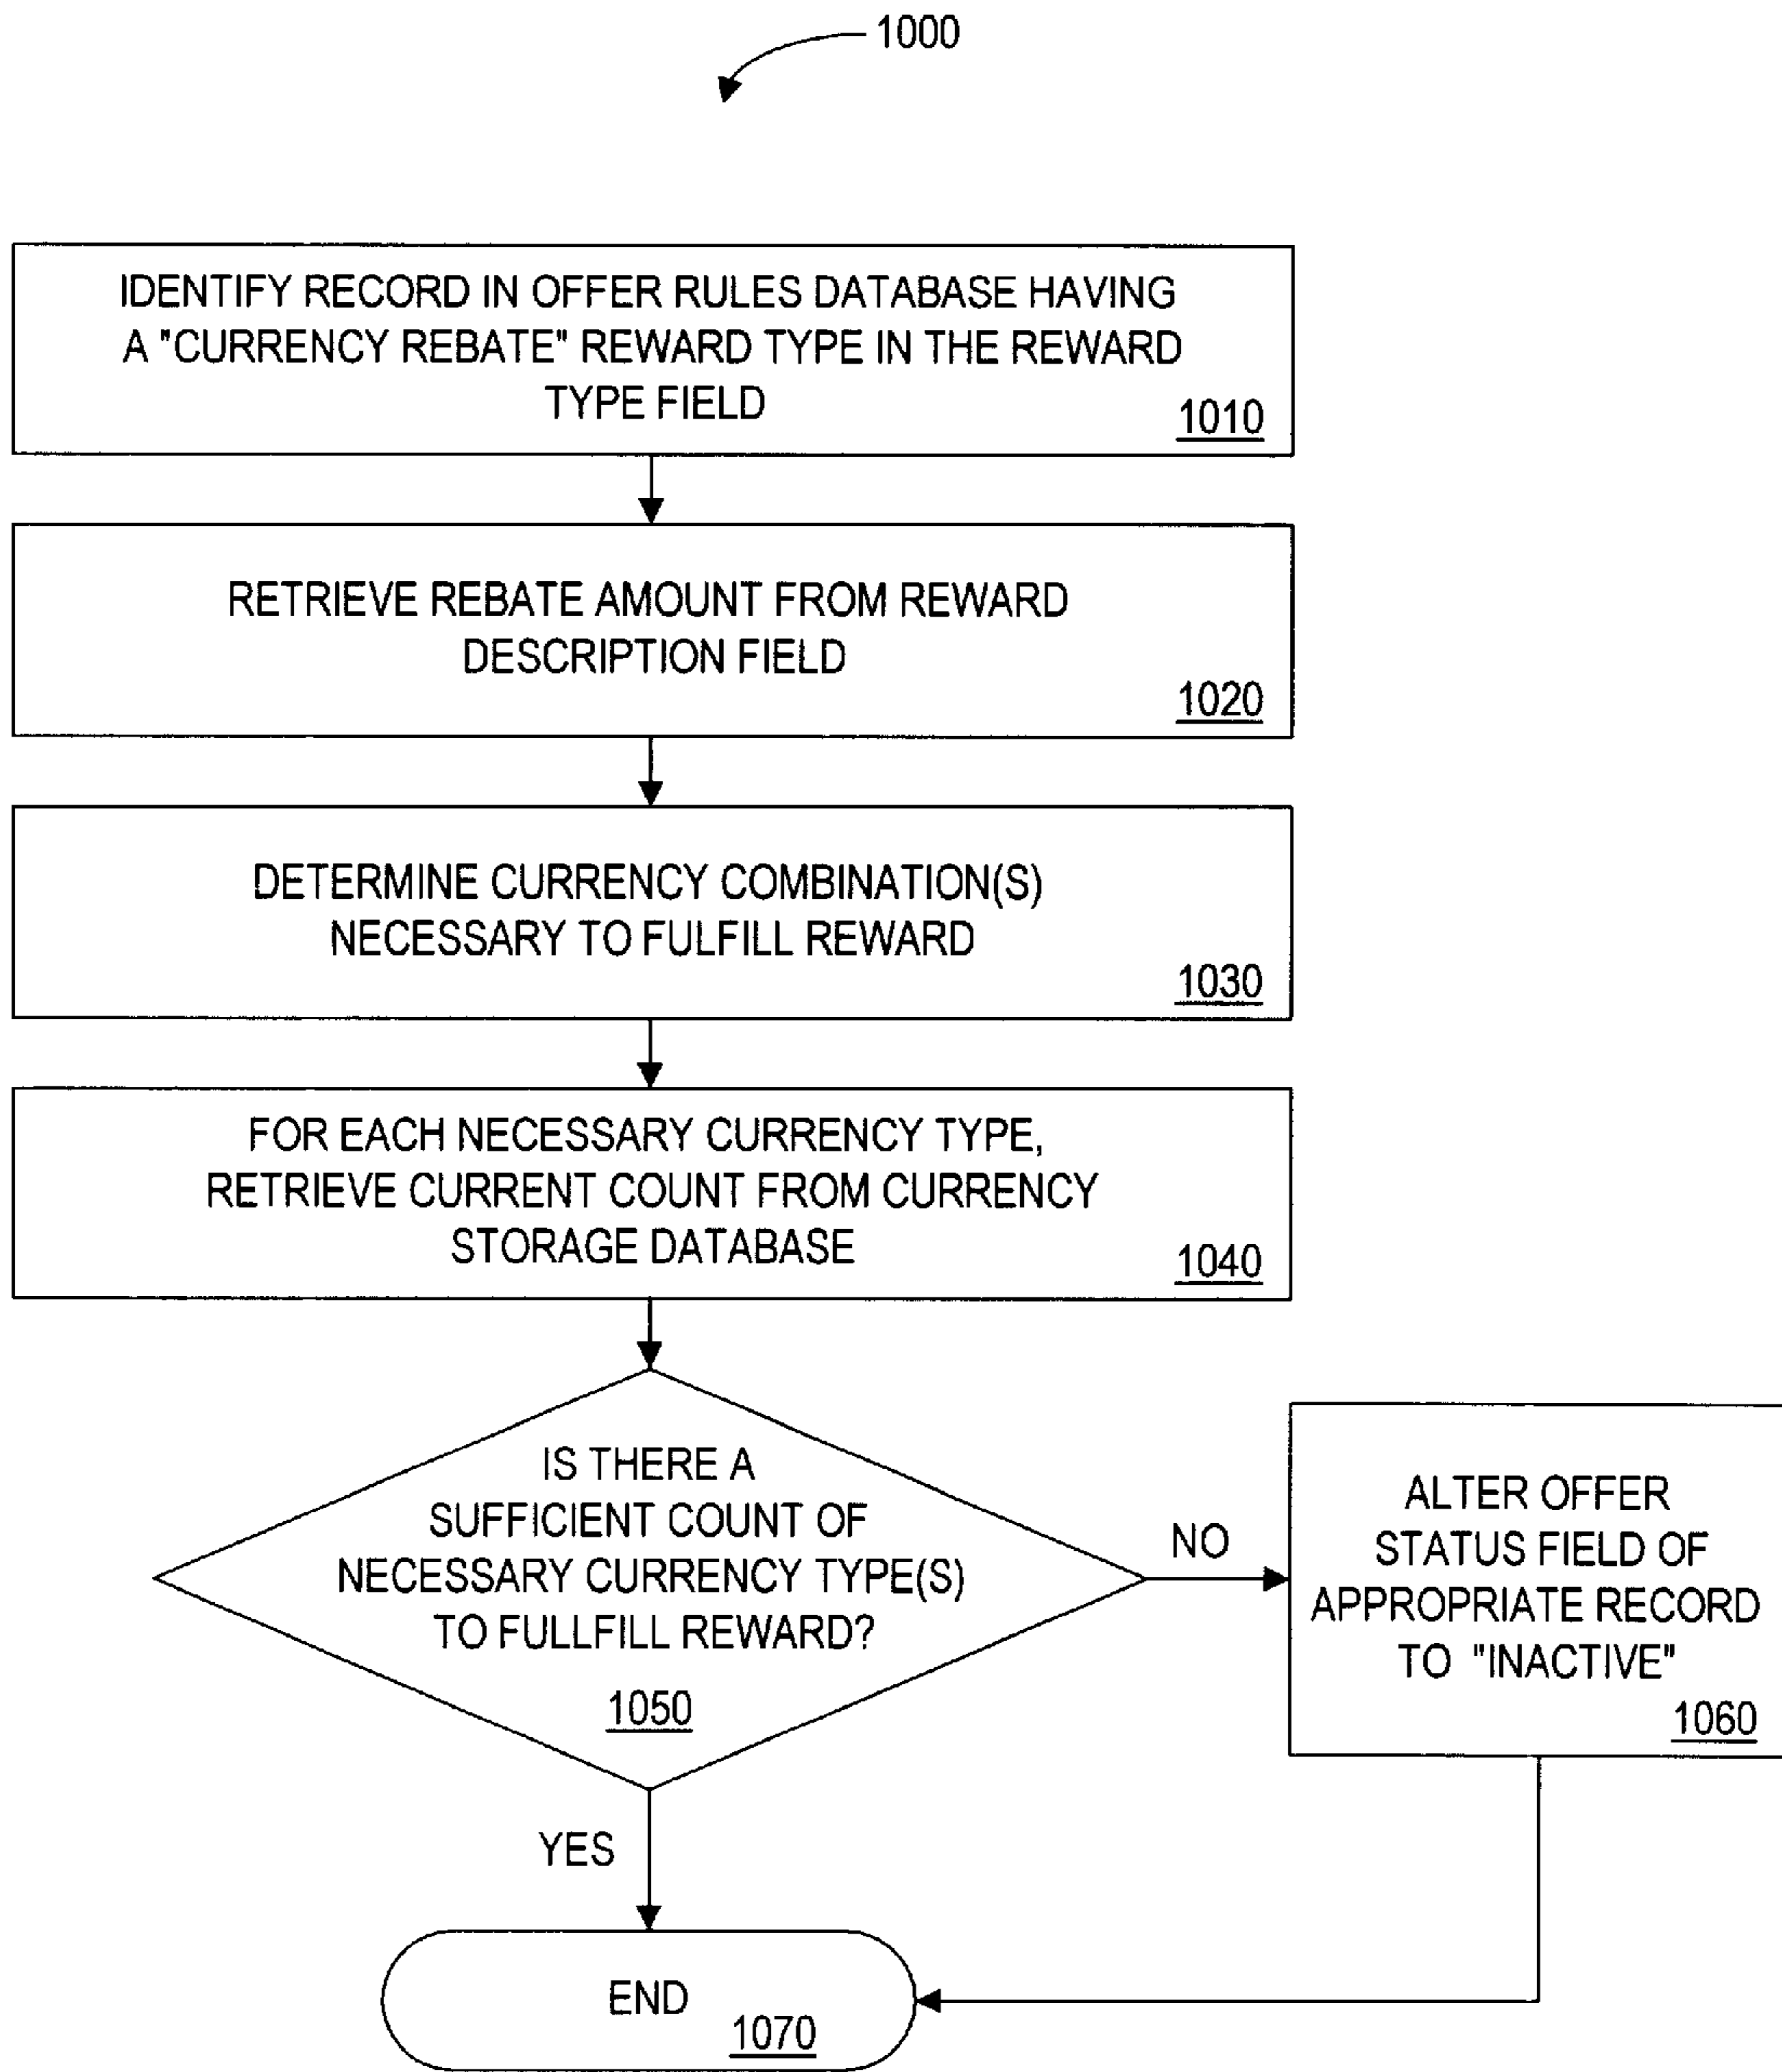 1000
IDENTIFY RECORD IN OFFER RULES DATABASE HAVING
A "CURRENCY REBATE" REWARD TYPE IN THE REWARD
TYPE FIELD
1010
RETRIEVE REBATE AMOUNT FROM REWARD
DESCRIPTION FIELD
1020
DETERMINE CURRENCY COMBINATION(S)
NECESSARY TO FULFILL REWARD
1030
FOR EACH NECESSARY CURRENCY TYPE,
RETRIEVE CURRENT COUNT FROM CURRENCY
STORAGE DATABASE
1040
IS THERE A
SUFFICIENT COUNT OF
NECESSARY CURRENCY TYPE(S)
TO FULLFILL REWARD?
1050
NO
ALTER OFFER
STATUS FIELD OF
APPROPRIATE RECORD
TO "INACTIVE"
1060
YES
END
1070